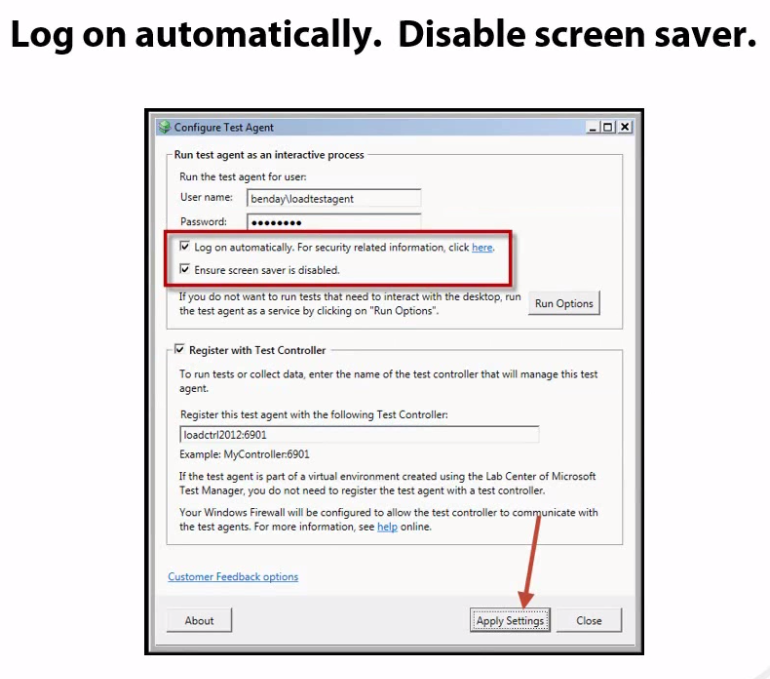 Log on automatically.  Disable screen saver.
Configure Test Agent
Run test agent as an interactive process
Run the test agent for user:
User name: benday\loadtestagent
Password: ●●●●●●●●
Log on automatically. For security related information, click here.
Ensure screen saver is disabled.
If you do not want to run tests that need to interact with the desktop, run
the test agent as a service by clicking on "Run Options".
Run Options
Register with Test Controller
To run tests or collect data, enter the name of the test controller that will manage this test
agent.
Register this test agent with the following Test Controller:
loadctrl2012:6901
Example: MyController:6901
If the test agent is part of a virtual environment created using the Lab Center of Microsoft
Test Manager, you do not need to register the test agent with a test controller.
Your Windows Firewall will be configured to allow the test controller to communicate with
the test agents. For more information, see help online.
Customer Feedback options
About Apply Settings Close